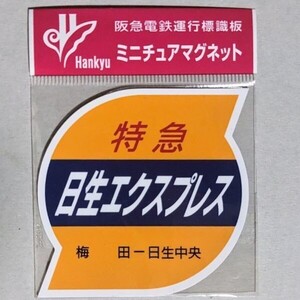 Hankyu
阪急電鉄運行標識板
ミニチュアマグネット
特急
日生エクスプレス
梅　田ー日生中央